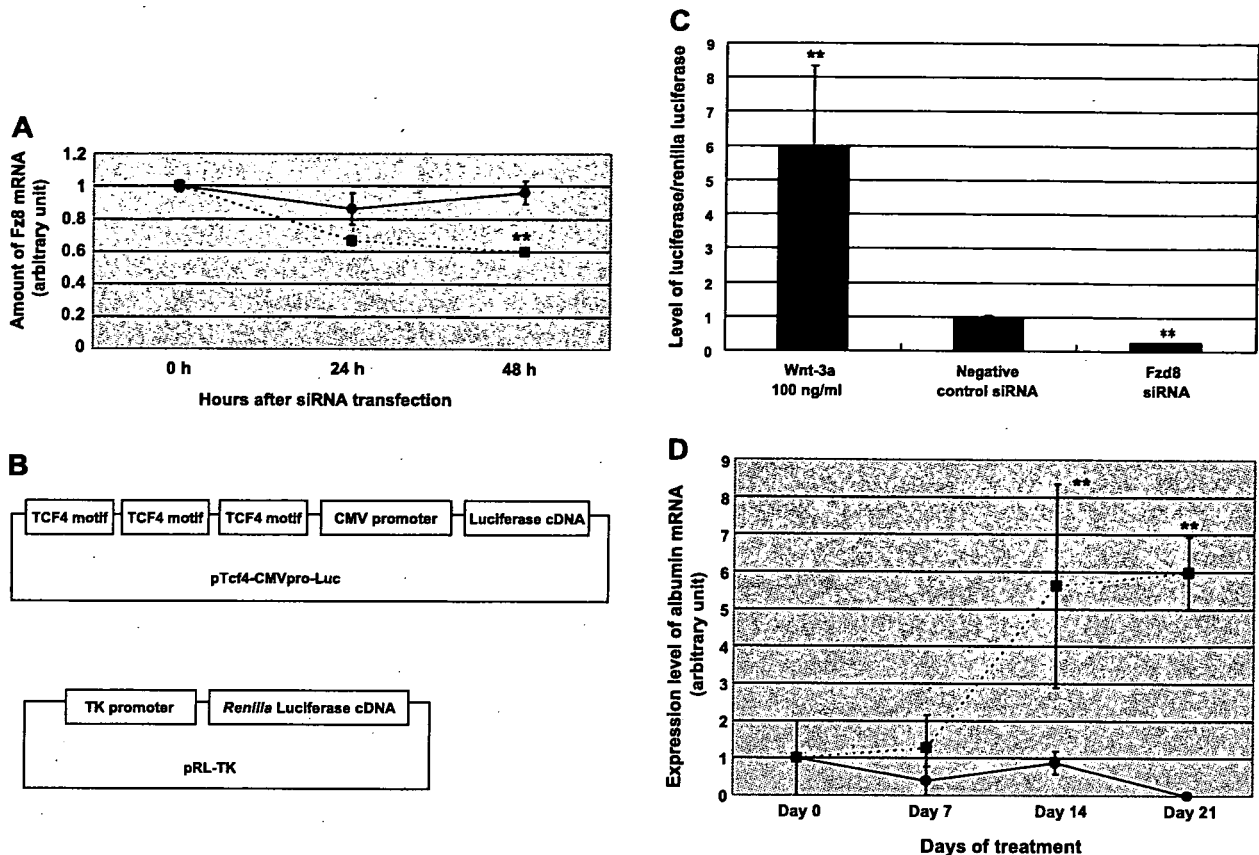 A
Amount of Fz8 mRNA
(arbitrary unit)
1.2
1
0.8
0.6
0.4
0.2
0
**
0 h
24 h
48 h
Hours after siRNA transfection
B
TCF4 motif
TCF4 motif
TCF4 motif
CMV promoter
Luciferase cDNA
pTcf4-CMVpro-Luc
TK promoter
Renilla Luciferase cDNA
pRL-TK
C
Level of luciferase/renilla luciferase
9
8
7
6
5
4
3
2
1
0
**
**
Wnt-3a
100 ng/ml
Negative
control siRNA
Fzd8
siRNA
D
Expression level of albumin mRNA
(arbitrary unit)
9
8
7
6
5
4
3
2
1
0
**
**
Day 0
Day 7
Day 14
Day 21
Days of treatment